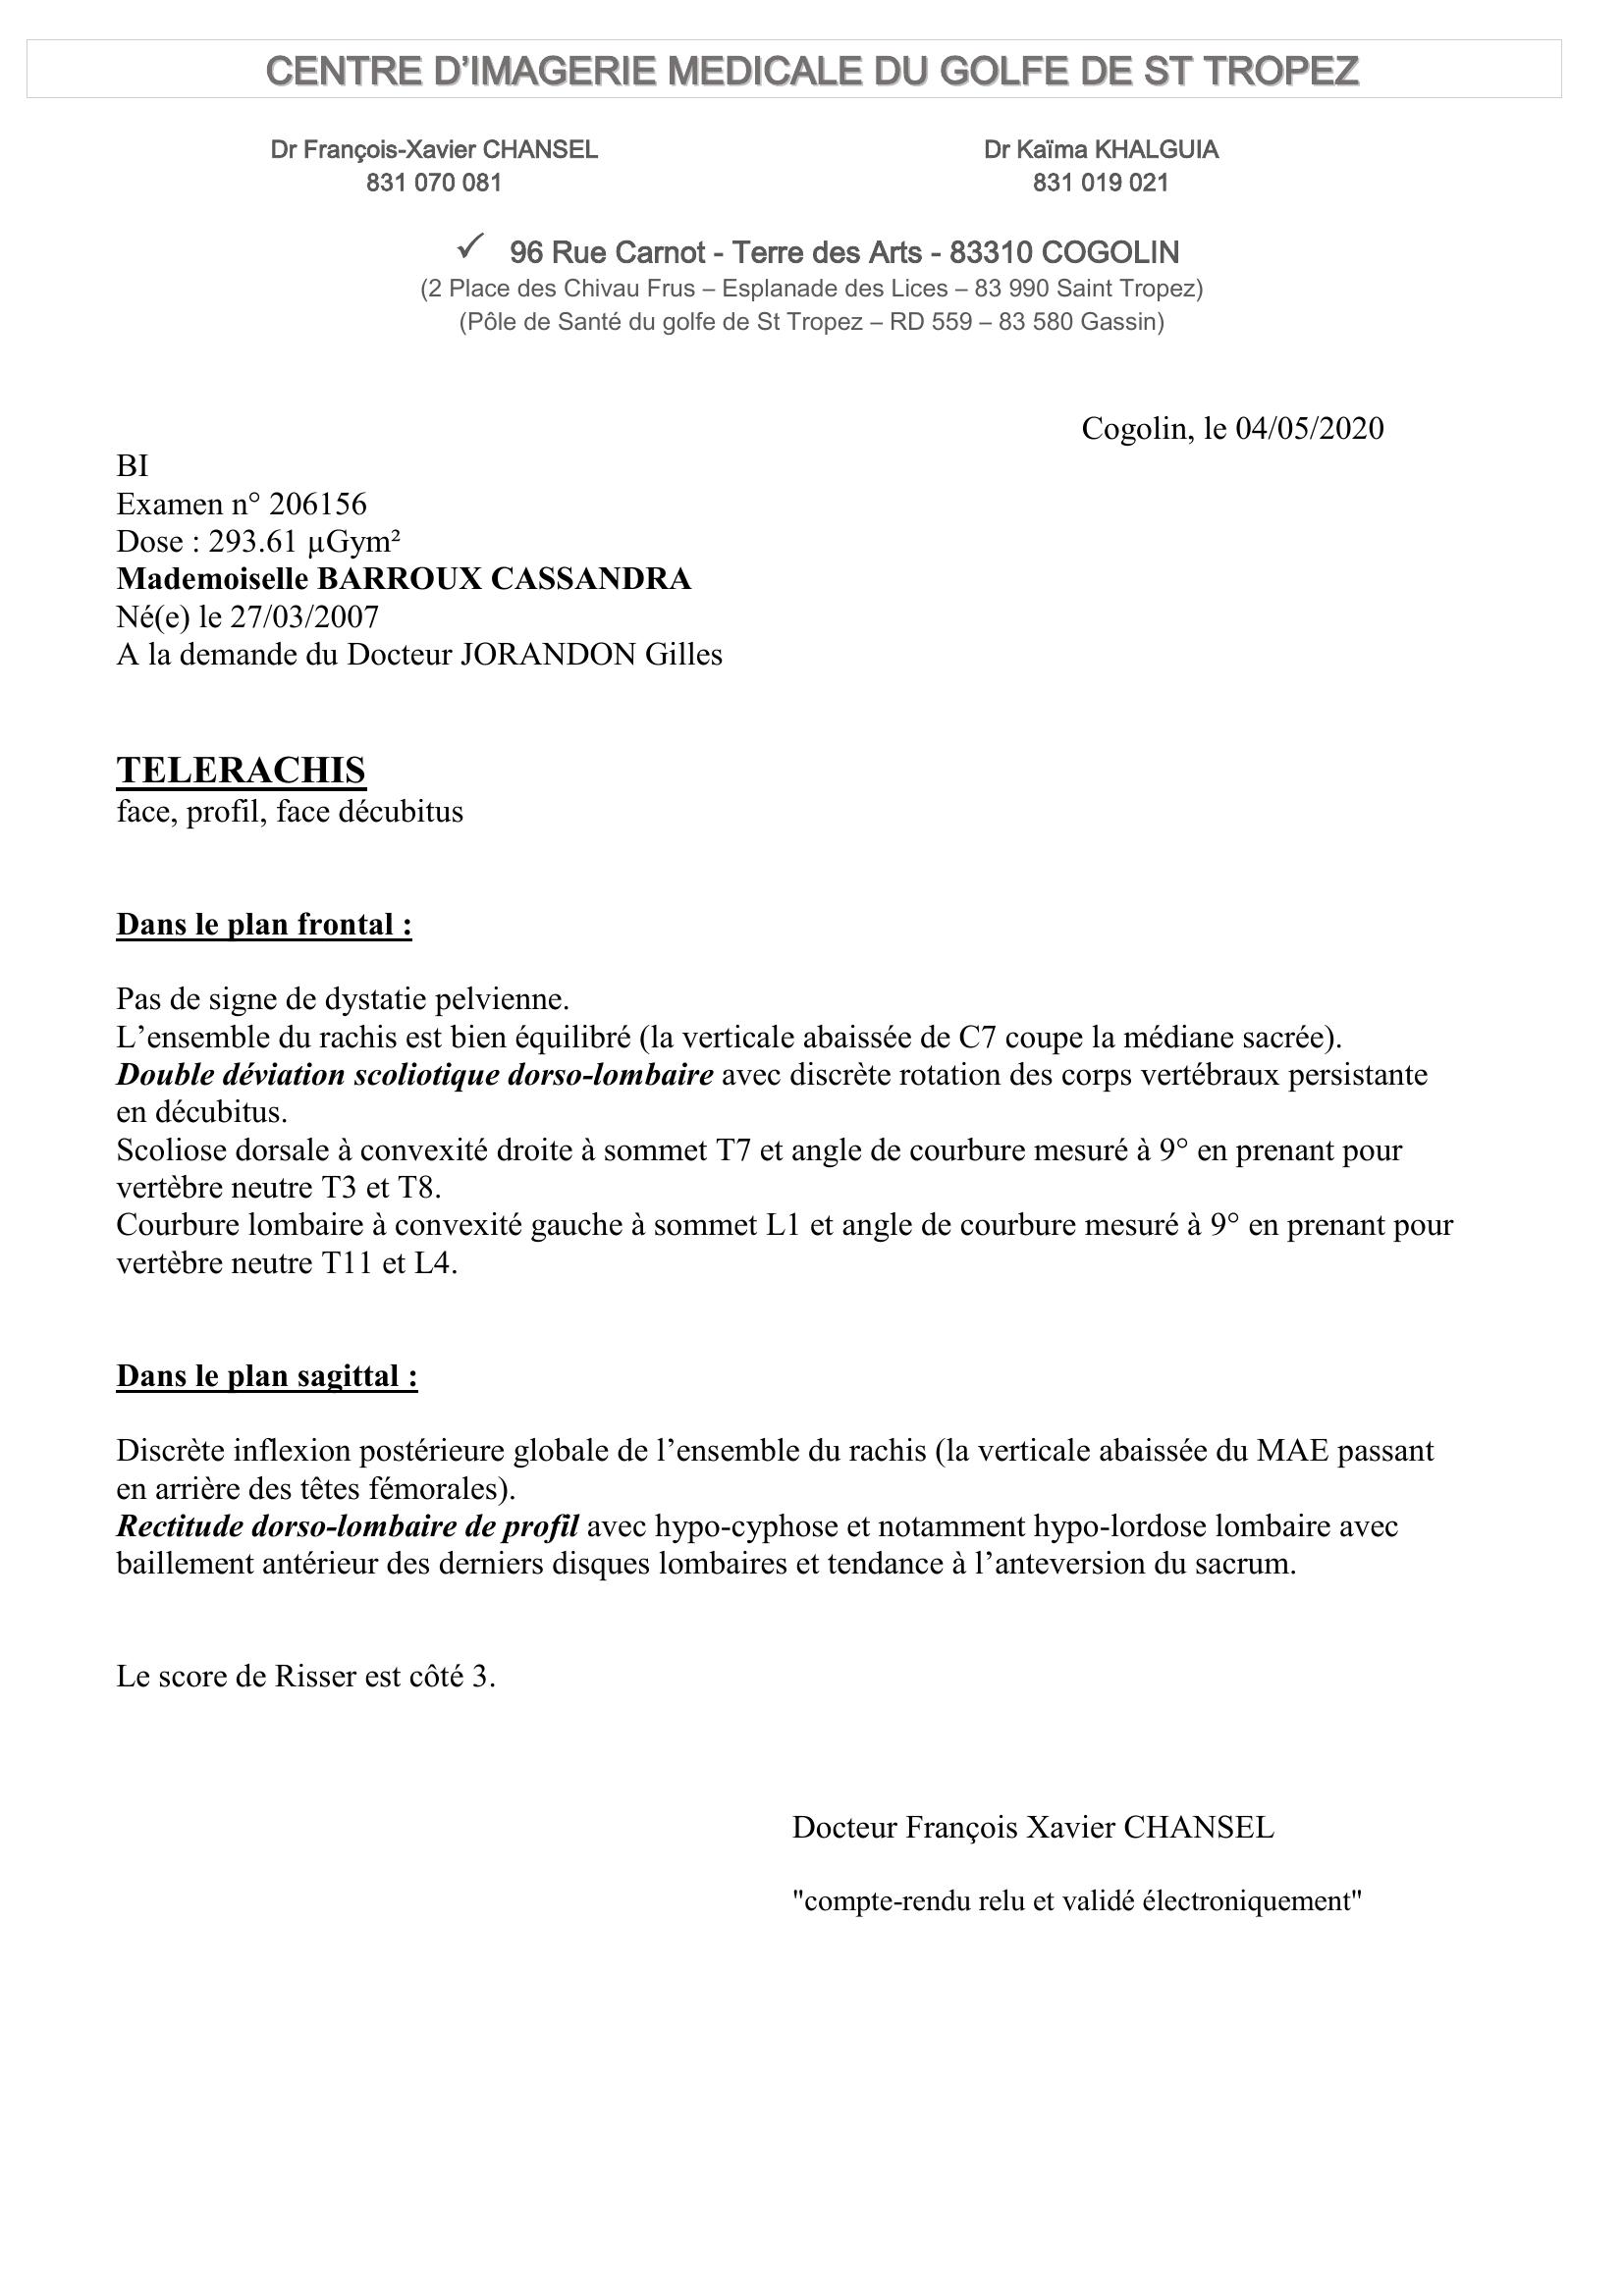 CENTRE D'IMAGERIE MEDICALE DU GOLFE DE ST TROPEZ
Dr François-Xavier CHANSEL
831 070 081
Dr Kaïma KHALGUIA
831 019 021
✓ 96 Rue Carnot - Terre des Arts - 83310 COGOLIN
(2 Place des Chivau Frus – Esplanade des Lices – 83 990 Saint Tropez)
(Pôle de Santé du golfe de St Tropez – RD 559 – 83 580 Gassin)
Cogolin, le 04/05/2020
BI
Examen n° 206156
Dose : 293.61 µGym²
Mademoiselle BARROUX CASSANDRA
Né(e) le 27/03/2007
A la demande du Docteur JORANDON Gilles
TELERACHIS
face, profil, face décubitus
Dans le plan frontal :
Pas de signe de dystatie pelvienne.
L'ensemble du rachis est bien équilibré (la verticale abaissée de C7 coupe la médiane sacrée).
Double déviation scoliotique dorso-lombaire avec discrète rotation des corps vertébraux persistante
en décubitus.
Scoliose dorsale à convexité droite à sommet T7 et angle de courbure mesuré à 9° en prenant pour
vertèbre neutre T3 et T8.
Courbure lombaire à convexité gauche à sommet L1 et angle de courbure mesuré à 9° en prenant pour
vertèbre neutre T11 et L4.
Dans le plan sagittal :
Discrète inflexion postérieure globale de l'ensemble du rachis (la verticale abaissée du MAE passant
en arrière des têtes fémorales).
Rectitude dorso-lombaire de profil avec hypo-cyphose et notamment hypo-lordose lombaire avec
baillement antérieur des derniers disques lombaires et tendance à l'anteversion du sacrum.
Le score de Risser est côté 3.
Docteur François Xavier CHANSEL
"compte-rendu relu et validé électroniquement"